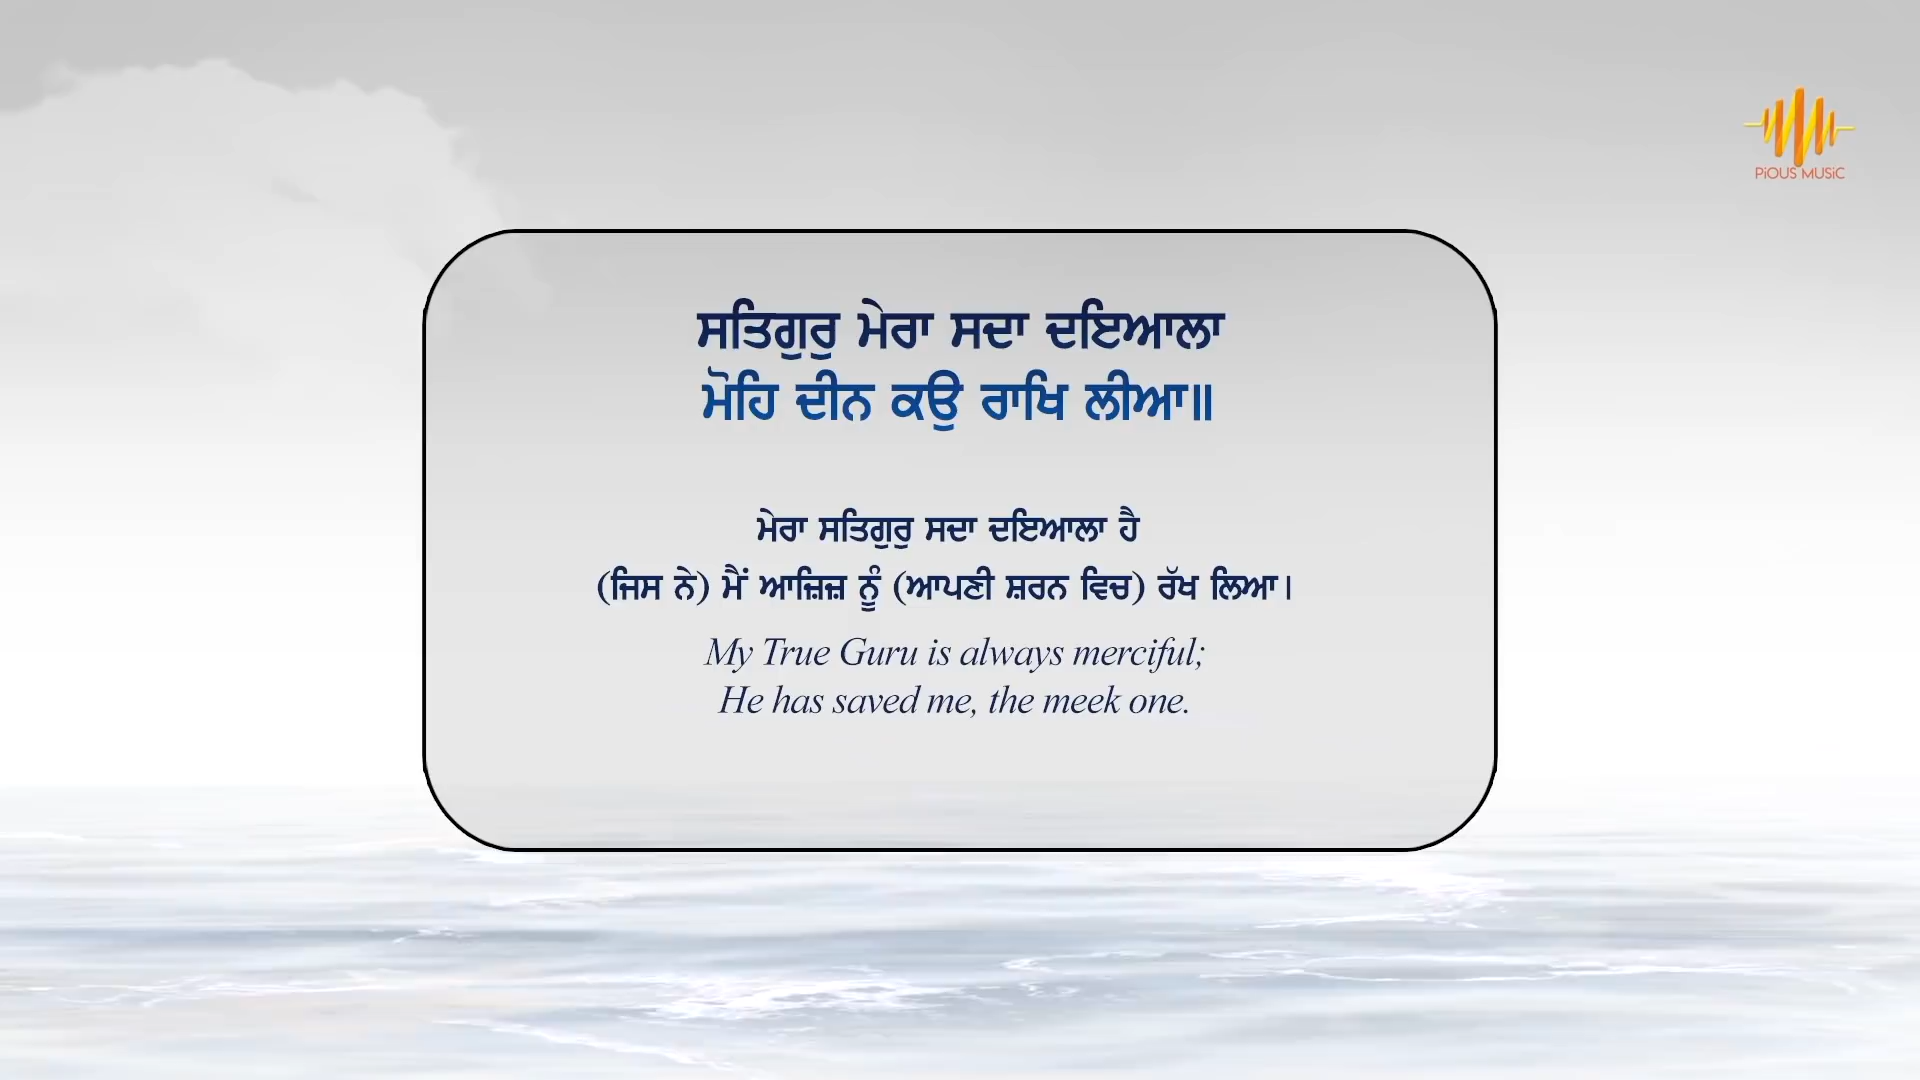 PiOUS MUSiC
ਸਤਿਗੁਰੁ ਮੇਰਾ ਸਦਾ ਦਇਆਲਾ
ਮੋਹਿ ਦੀਨ ਕਉ ਰਾਖਿ ਲੀਆ॥
ਮੇਰਾ ਸਤਿਗੁਰੁ ਸਦਾ ਦਇਆਲਾ ਹੈ
(ਜਿਸ ਨੇ) ਮੈਂ ਆਜ਼ਿਜ਼ ਨੂੰ (ਆਪਣੀ ਸ਼ਰਨ ਵਿਚ) ਰੱਖ ਲਿਆ।
My True Guru is always merciful;
He has saved me, the meek one.